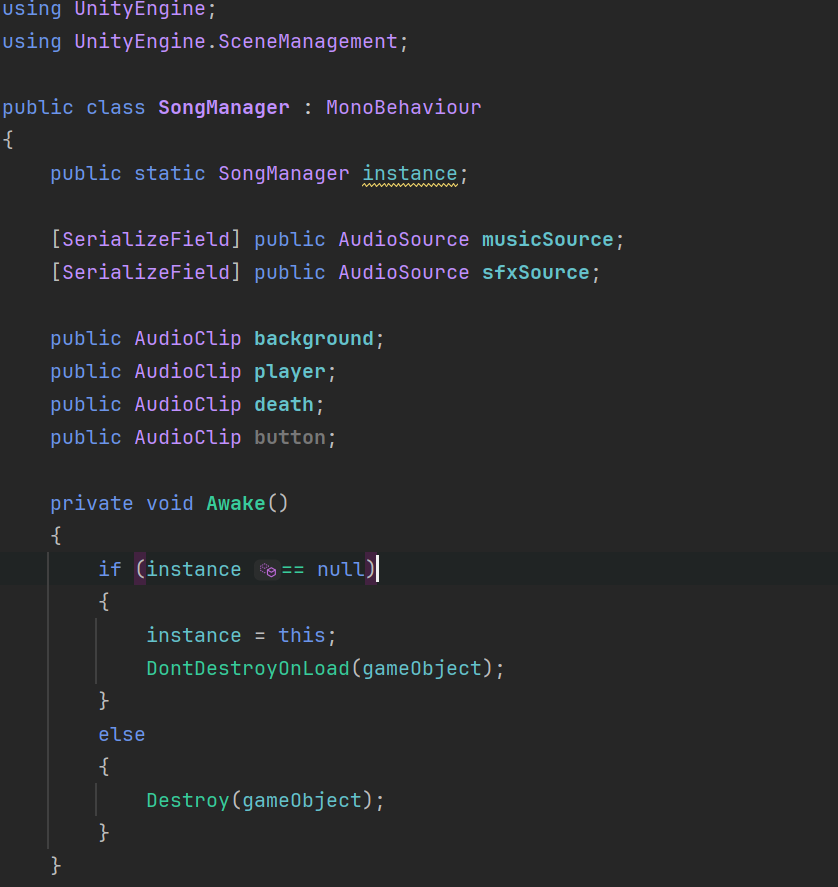 using UnityEngine;
using UnityEngine.SceneManagement;

public class SongManager : MonoBehaviour
{
    public static SongManager instance;

    [SerializeField] public AudioSource musicSource;
    [SerializeField] public AudioSource sfxSource;

    public AudioClip background;
    public AudioClip player;
    public AudioClip death;
    public AudioClip button;

    private void Awake()
    {
        if (instance == null)
        {
            instance = this;
            DontDestroyOnLoad(gameObject);
        }
        else
        {
            Destroy(gameObject);
        }
    }